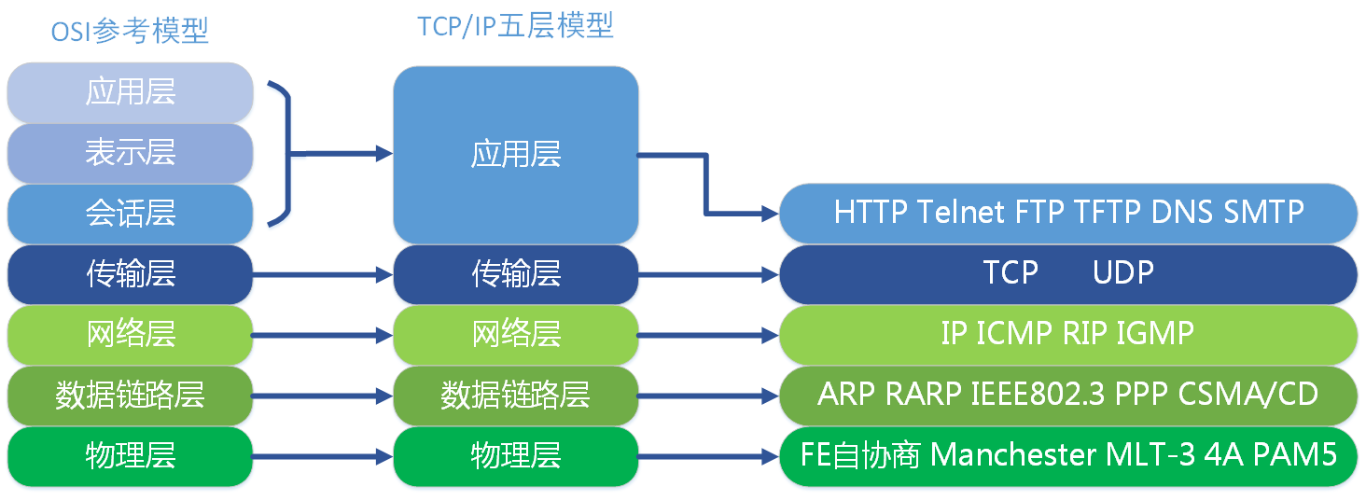 OSI参考模型
TCP/IP五层模型
应用层
表示层
会话层
传输层
网络层
数据链路层
物理层
应用层
传输层
网络层
数据链路层
物理层
HTTP Telnet FTP TFTP DNS SMTP
TCP UDP
IP ICMP RIP IGMP
ARP RARP IEEE802.3 PPP CSMA/CD
FE自协商 Manchester MLT-3 4A PAM5